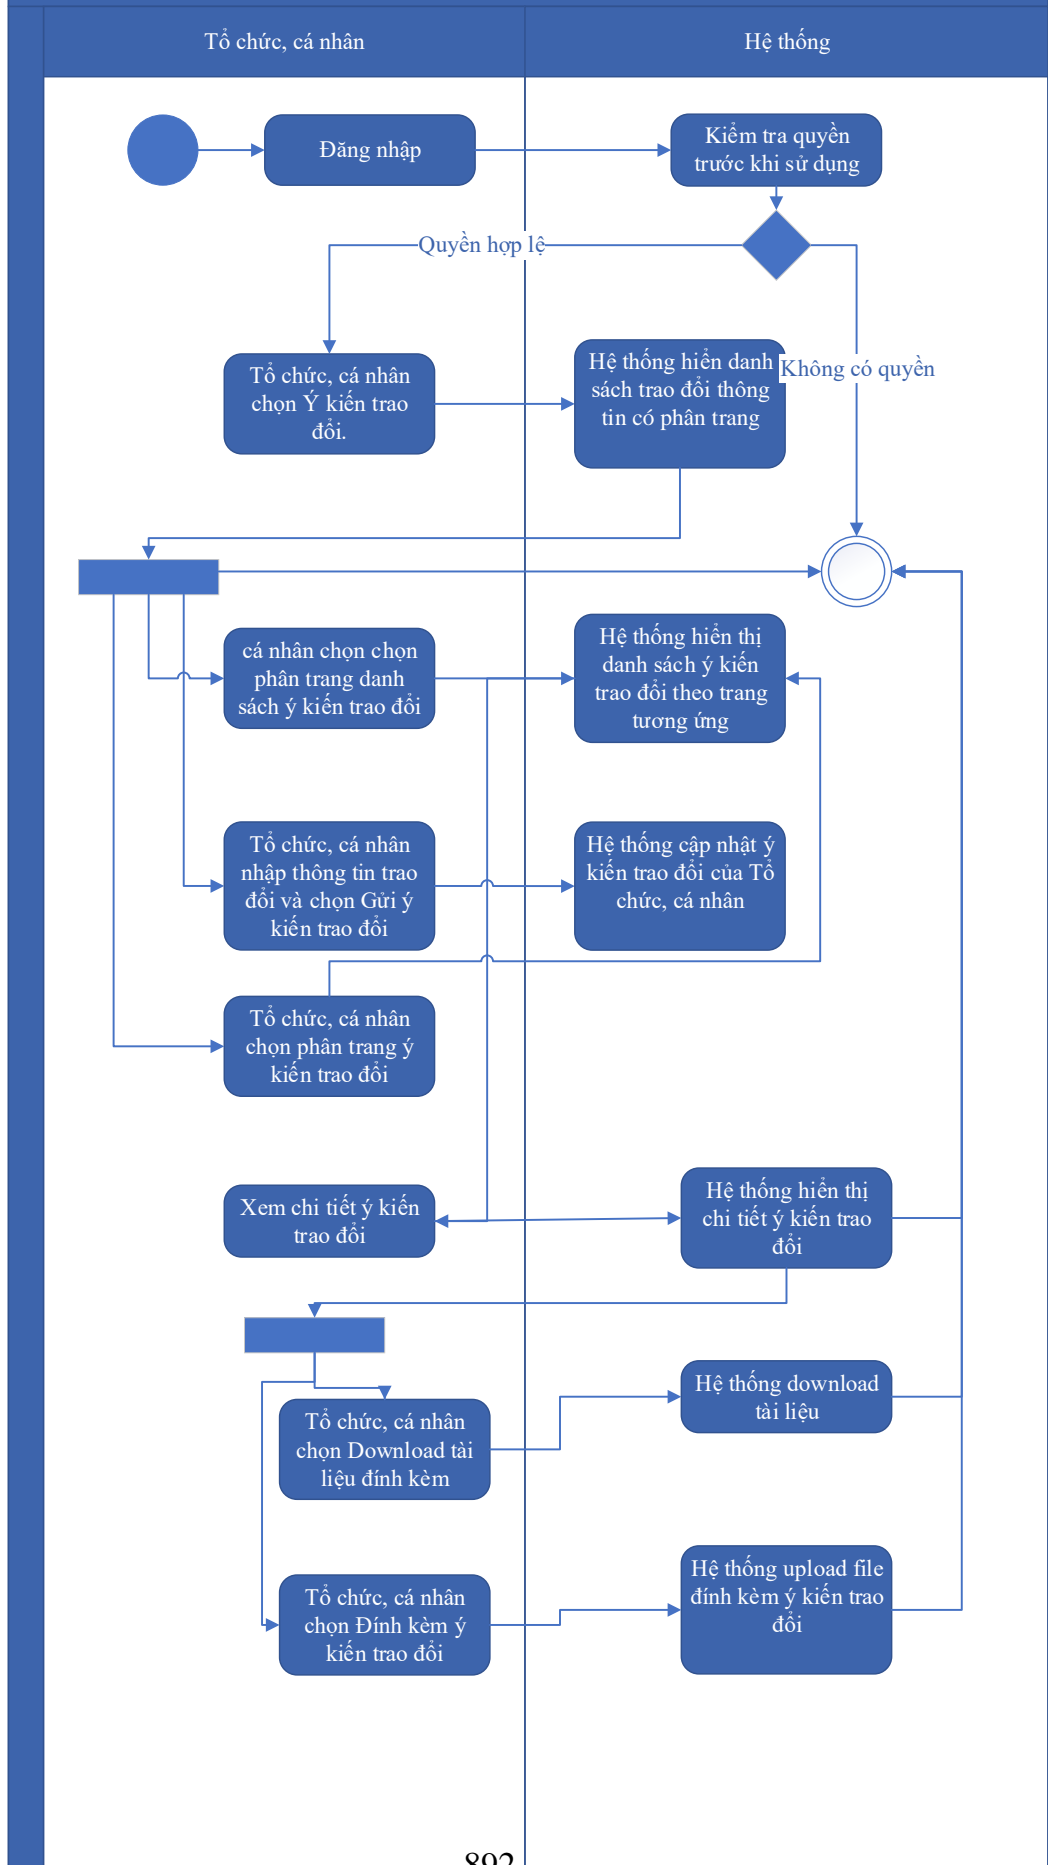 Tổ chức, cá nhân
Hệ thống
Đăng nhập
Kiểm tra quyền
trước khi sử dụng
Quyền hợp lệ
Không có quyền
Tổ chức, cá nhân
chọn Ý kiến trao
đổi.
Hệ thống hiển danh
sách trao đổi thông
tin có phân trang
cá nhân chọn chọn
phân trang danh
sách ý kiến trao đổi
Hệ thống hiển thị
danh sách ý kiến
trao đổi theo trang
tương ứng
Tổ chức, cá nhân
nhập thông tin trao
đổi và chọn Gửi ý
kiến trao đổi
Hệ thống cập nhật ý
kiến trao đổi của Tổ
chức, cá nhân
Tổ chức, cá nhân
chọn phân trang ý
kiến trao đổi
Xem chi tiết ý kiến
trao đổi
Hệ thống hiển thị
chi tiết ý kiến trao
đổi
Tổ chức, cá nhân
chọn Download tài
liệu đính kèm
Hệ thống download
tài liệu
Tổ chức, cá nhân
chọn Đính kèm ý
kiến trao đổi
Hệ thống upload file
đính kèm ý kiến trao
đổi
892